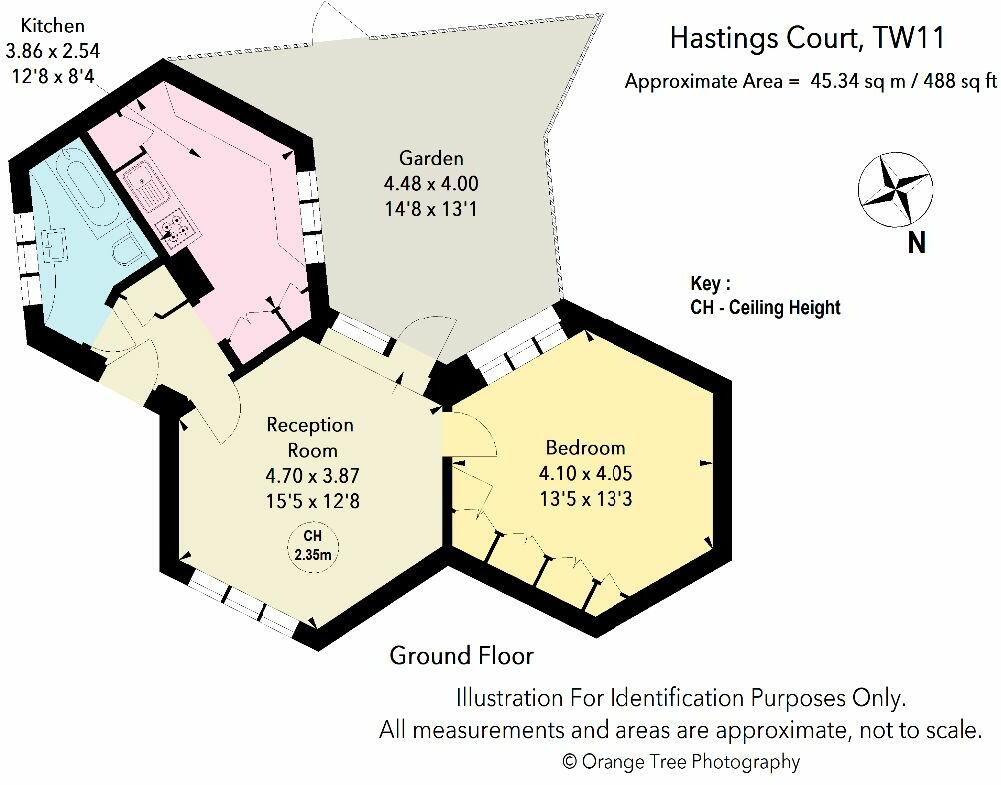 Kitchen
3.86 x 2.54
12'8 x 8'4
Hastings Court, TW11
Approximate Area = 45.34 sq m / 488 sq ft
Garden
4.48 x 4.00
14'8 x 13'1
N
Key :
CH - Ceiling Height
Reception
Room
4.70 x 3.87
15'5 x 12'8
CH
2.35m
Bedroom
4.10 x 4.05
13'5 x 13'3
Ground Floor
Illustration For Identification Purposes Only.
All measurements and areas are approximate, not to scale.
© Orange Tree Photography